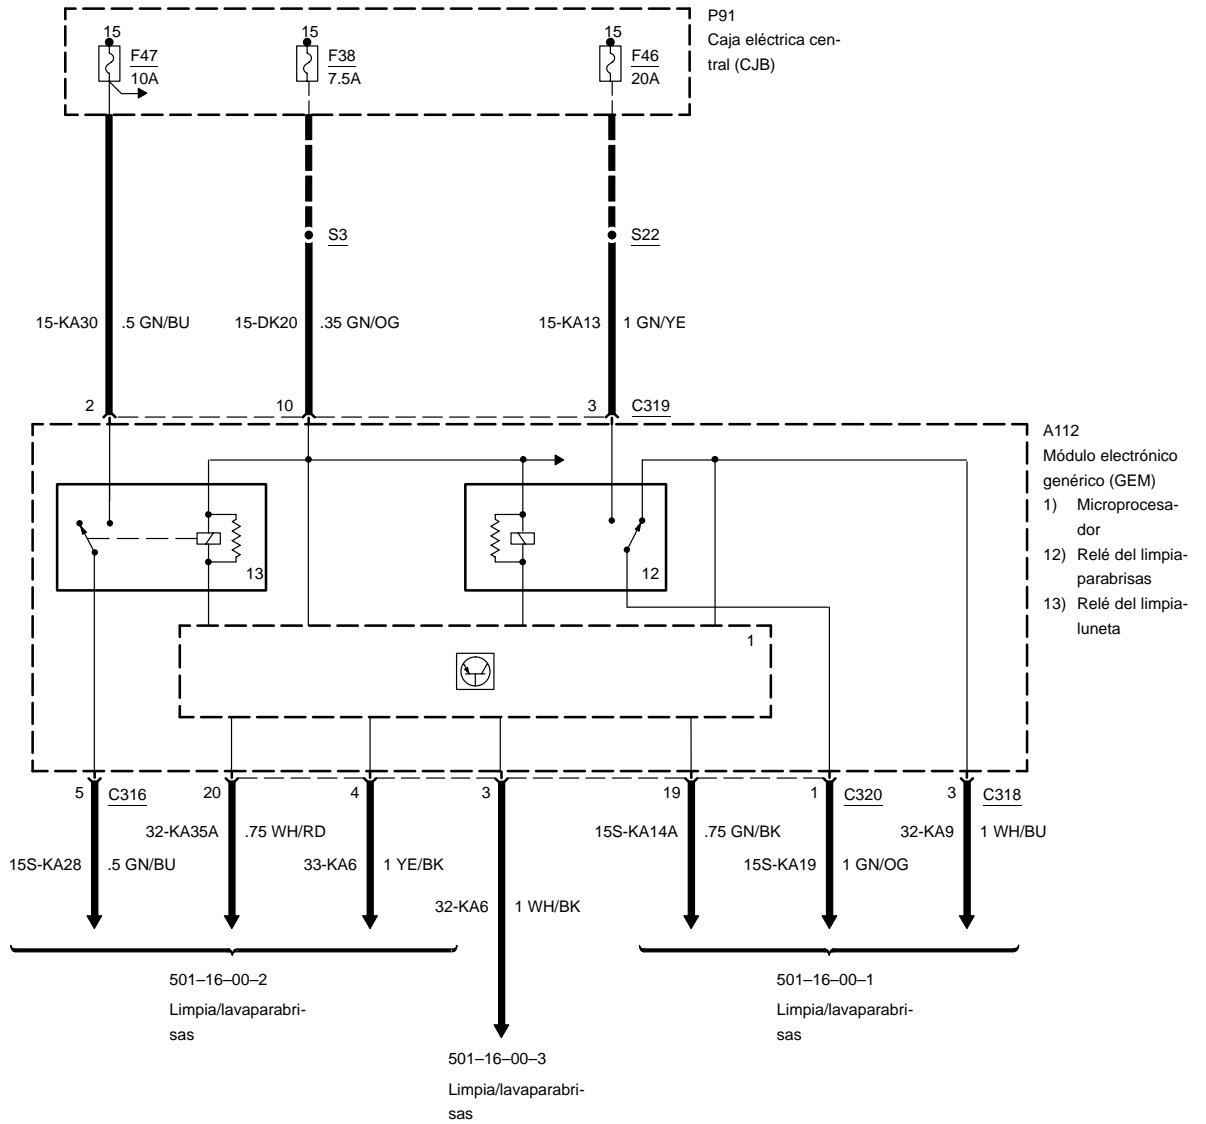 P91
Caja eléctrica cen-
tral (CJB)
15
15
15
F47
10A
F38
7.5A
F46
20A
S3
S22
15-KA30
.5 GN/BU
15-DK20
.35 GN/OG
15-KA13
1 GN/YE
2
10
3
C319
A112
Módulo electrónico
genérico (GEM)
1) Microprocesa-
dor
12) Relé del limpia-
parabrisas
13) Relé del limpia-
luneta
13
12
1
5
C316
20
4
3
19
1
C320
3
C318
32-KA35A
.75 WH/RD
15S-KA14A
.75 GN/BK
32-KA9
1 WH/BU
15S-KA28
.5 GN/BU
33-KA6
1 YE/BK
15S-KA19
1 GN/OG
32-KA6
1 WH/BK
501–16–00–2
Limpia/lavaparabri-
sas
501–16–00–1
Limpia/lavaparabri-
sas
501–16–00–3
Limpia/lavaparabri-
sas